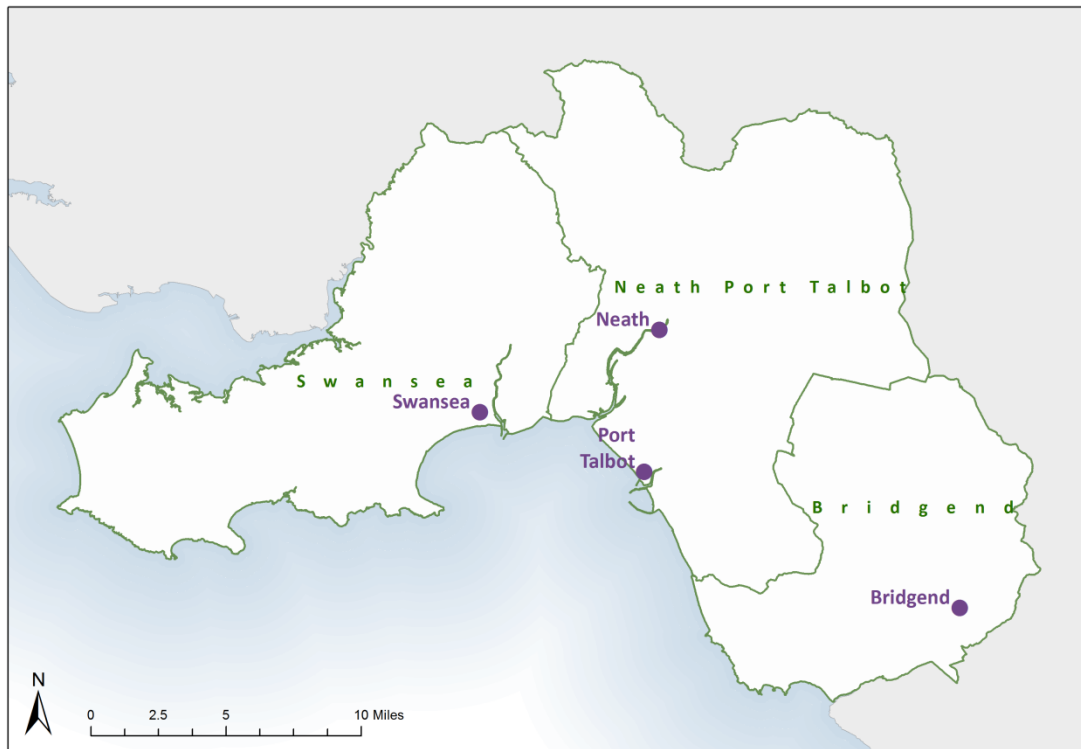 Neath Port Talbot
Neath
Swansea
Swansea
Port
Talbot
Bridgend
Bridgend
N
0 2.5 5 10 Miles